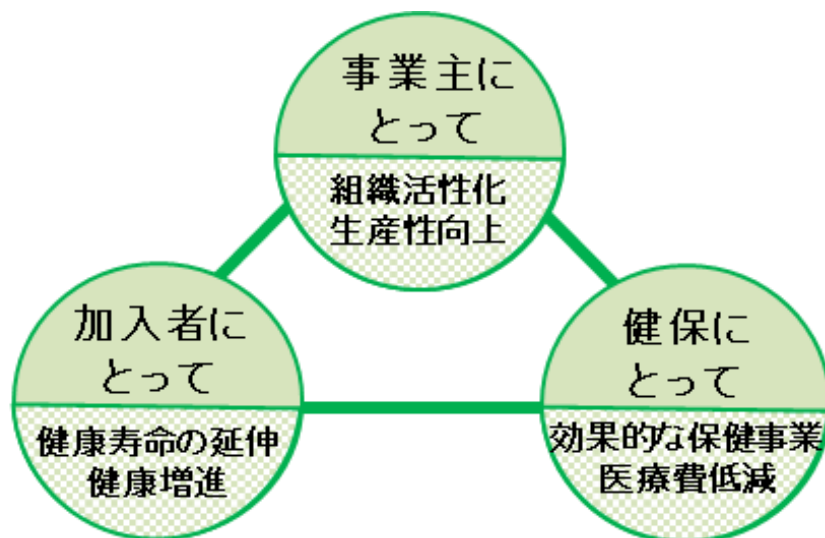 事業主に
とって
組織活性化
生産性向上
加入者に
とって
健康寿命の延伸
健康増進
健保に
とって
効果的な保健事業
医療費低減